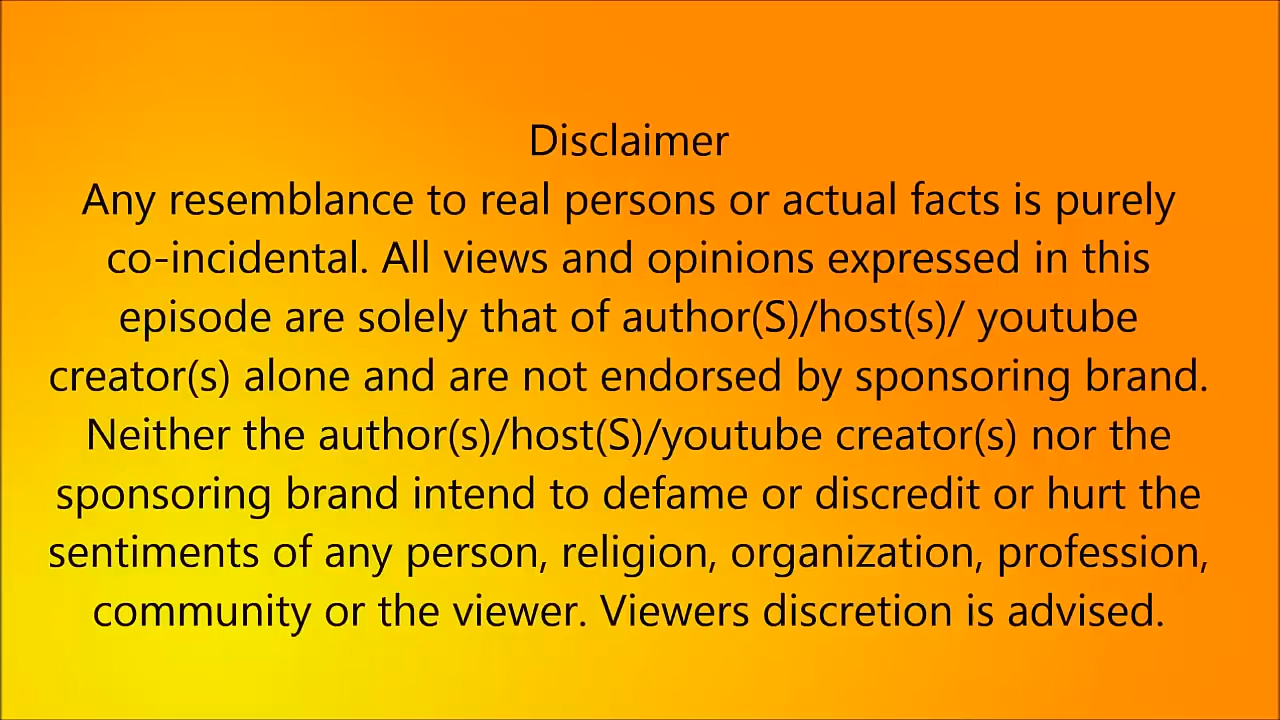 Disclaimer
Any resemblance to real persons or actual facts is purely
co-incidental. All views and opinions expressed in this
episode are solely that of author(S)/host(s)/ youtube
creator(s) alone and are not endorsed by sponsoring brand.
Neither the author(s)/host(S)/youtube creator(s) nor the
sponsoring brand intend to defame or discredit or hurt the
sentiments of any person, religion, organization, profession,
community or the viewer. Viewers discretion is advised.